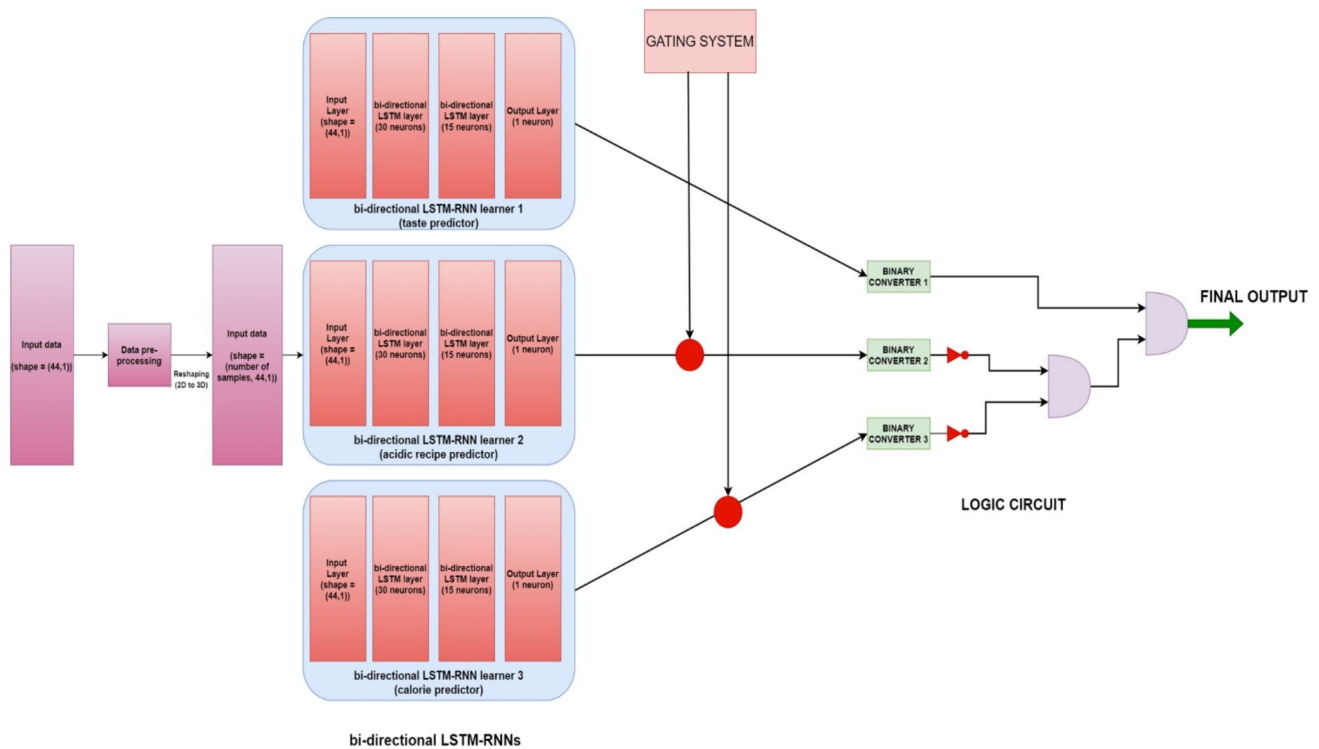 Input data
(shape = (44,1))
Data pre-
processing
Reshaping
(2D to 3D)
Input data
(shape =
(number of
samples, 44,1))
Input
Layer
(shape =
(44,1))
bi-directional
LSTM layer
(30 neurons)
bi-directional
LSTM layer
(15 neurons)
Output Layer
(1 neuron)
bi-directional LSTM-RNN learner 1
(taste predictor)
Input
Layer
(shape =
(44,1))
bi-directional
LSTM layer
(30 neurons)
bi-directional
LSTM layer
(15 neurons)
Output Layer
(1 neuron)
bi-directional LSTM-RNN learner 2
(acidic recipe predictor)
Input
Layer
(shape =
(44,1))
bi-directional
LSTM layer
(30 neurons)
bi-directional
LSTM layer
(15 neurons)
Output Layer
(1 neuron)
bi-directional LSTM-RNN learner 3
(calorie predictor)
bi-directional LSTM-RNNs
GATING SYSTEM
BINARY
CONVERTER 1
BINARY
CONVERTER 2
BINARY
CONVERTER 3
LOGIC CIRCUIT
FINAL OUTPUT